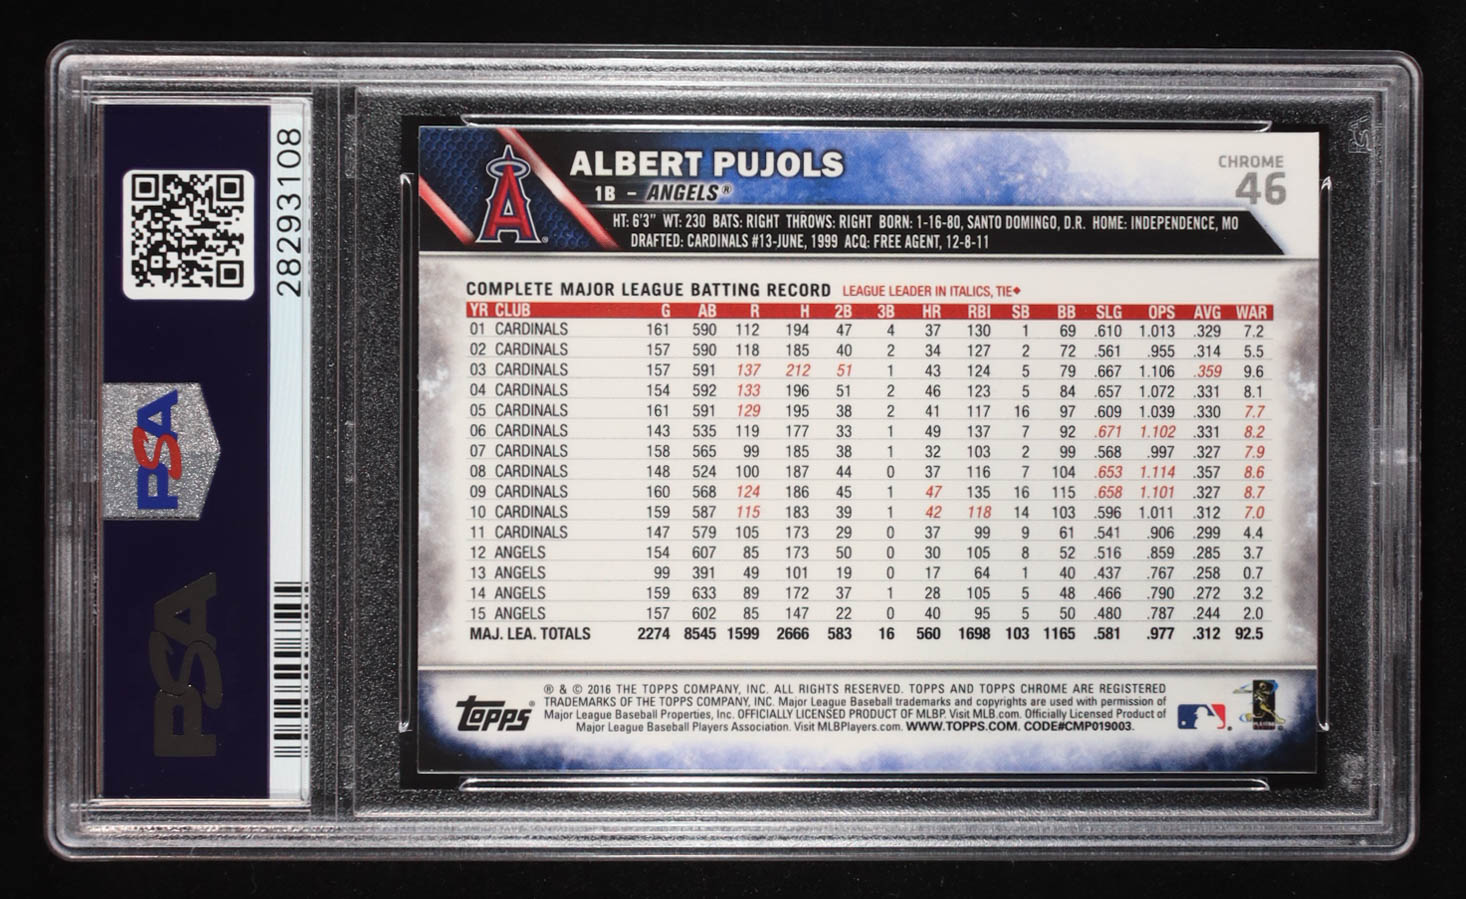 28293108
PSA
PSA
A
ALBERT PUJOLS
1B - ANGELS®
CHROME
46
HT: 6'3" WT: 230 BATS: RIGHT THROWS: RIGHT BORN: 1-16-80, SANTO DOMINGO, D.R. HOME: INDEPENDENCE, MO
DRAFTED: CARDINALS #13-JUNE, 1999 ACQ: FREE AGENT, 12-8-11
COMPLETE MAJOR LEAGUE BATTING RECORD LEAGUE LEADER IN ITALICS, TIE♦
YR CLUB G AB R H 2B 3B HR RBI SB BB SLG OPS AVG WAR
01 CARDINALS 161 590 112 194 47 4 37 130 1 69 .610 1.013 .329 7.2
02 CARDINALS 157 590 118 185 40 2 34 127 2 72 .561 .955 .314 5.5
03 CARDINALS 157 591 137 212 51 1 43 124 5 79 .667 1.106 .359 9.6
04 CARDINALS 154 592 133 196 51 2 46 123 5 84 .657 1.072 .331 8.1
05 CARDINALS 161 591 129 195 38 2 41 117 16 97 .609 1.039 .330 7.7
06 CARDINALS 143 535 119 177 33 1 49 137 7 92 .671 1.102 .331 8.2
07 CARDINALS 158 565 99 185 38 1 32 103 2 99 .568 .997 .327 7.9
08 CARDINALS 148 524 100 187 44 0 37 116 7 104 .653 1.114 .357 8.6
09 CARDINALS 160 568 124 186 45 1 47 135 16 115 .658 1.101 .327 8.7
10 CARDINALS 159 587 115 183 39 1 42 118 14 103 .596 1.011 .312 7.0
11 CARDINALS 147 579 105 173 29 0 37 99 9 61 .541 .906 .299 4.4
12 ANGELS 154 607 85 173 50 0 30 105 8 52 .516 .859 .285 3.7
13 ANGELS 99 391 49 101 19 0 17 64 1 40 .437 .767 .258 0.7
14 ANGELS 159 633 89 172 37 1 28 105 5 48 .466 .790 .272 3.2
15 ANGELS 157 602 85 147 22 0 40 95 5 50 .480 .787 .244 2.0
MAJ. LEA. TOTALS 2274 8545 1599 2666 583 16 560 1698 103 1165 .581 .977 .312 92.5
Topps®
® & © 2016 THE TOPPS COMPANY, INC. ALL RIGHTS RESERVED. TOPPS AND TOPPS CHROME ARE REGISTERED
TRADEMARKS OF THE TOPPS COMPANY, INC. Major League Baseball trademarks and copyrights are used with permission of
Major League Baseball Properties, Inc. OFFICIALLY LICENSED PRODUCT OF MLBP. Visit MLB.com. Officially Licensed Product of
Major League Baseball Players Association. Visit MLBPlayers.com. WWW.TOPPS.COM. CODE#CMP019003.